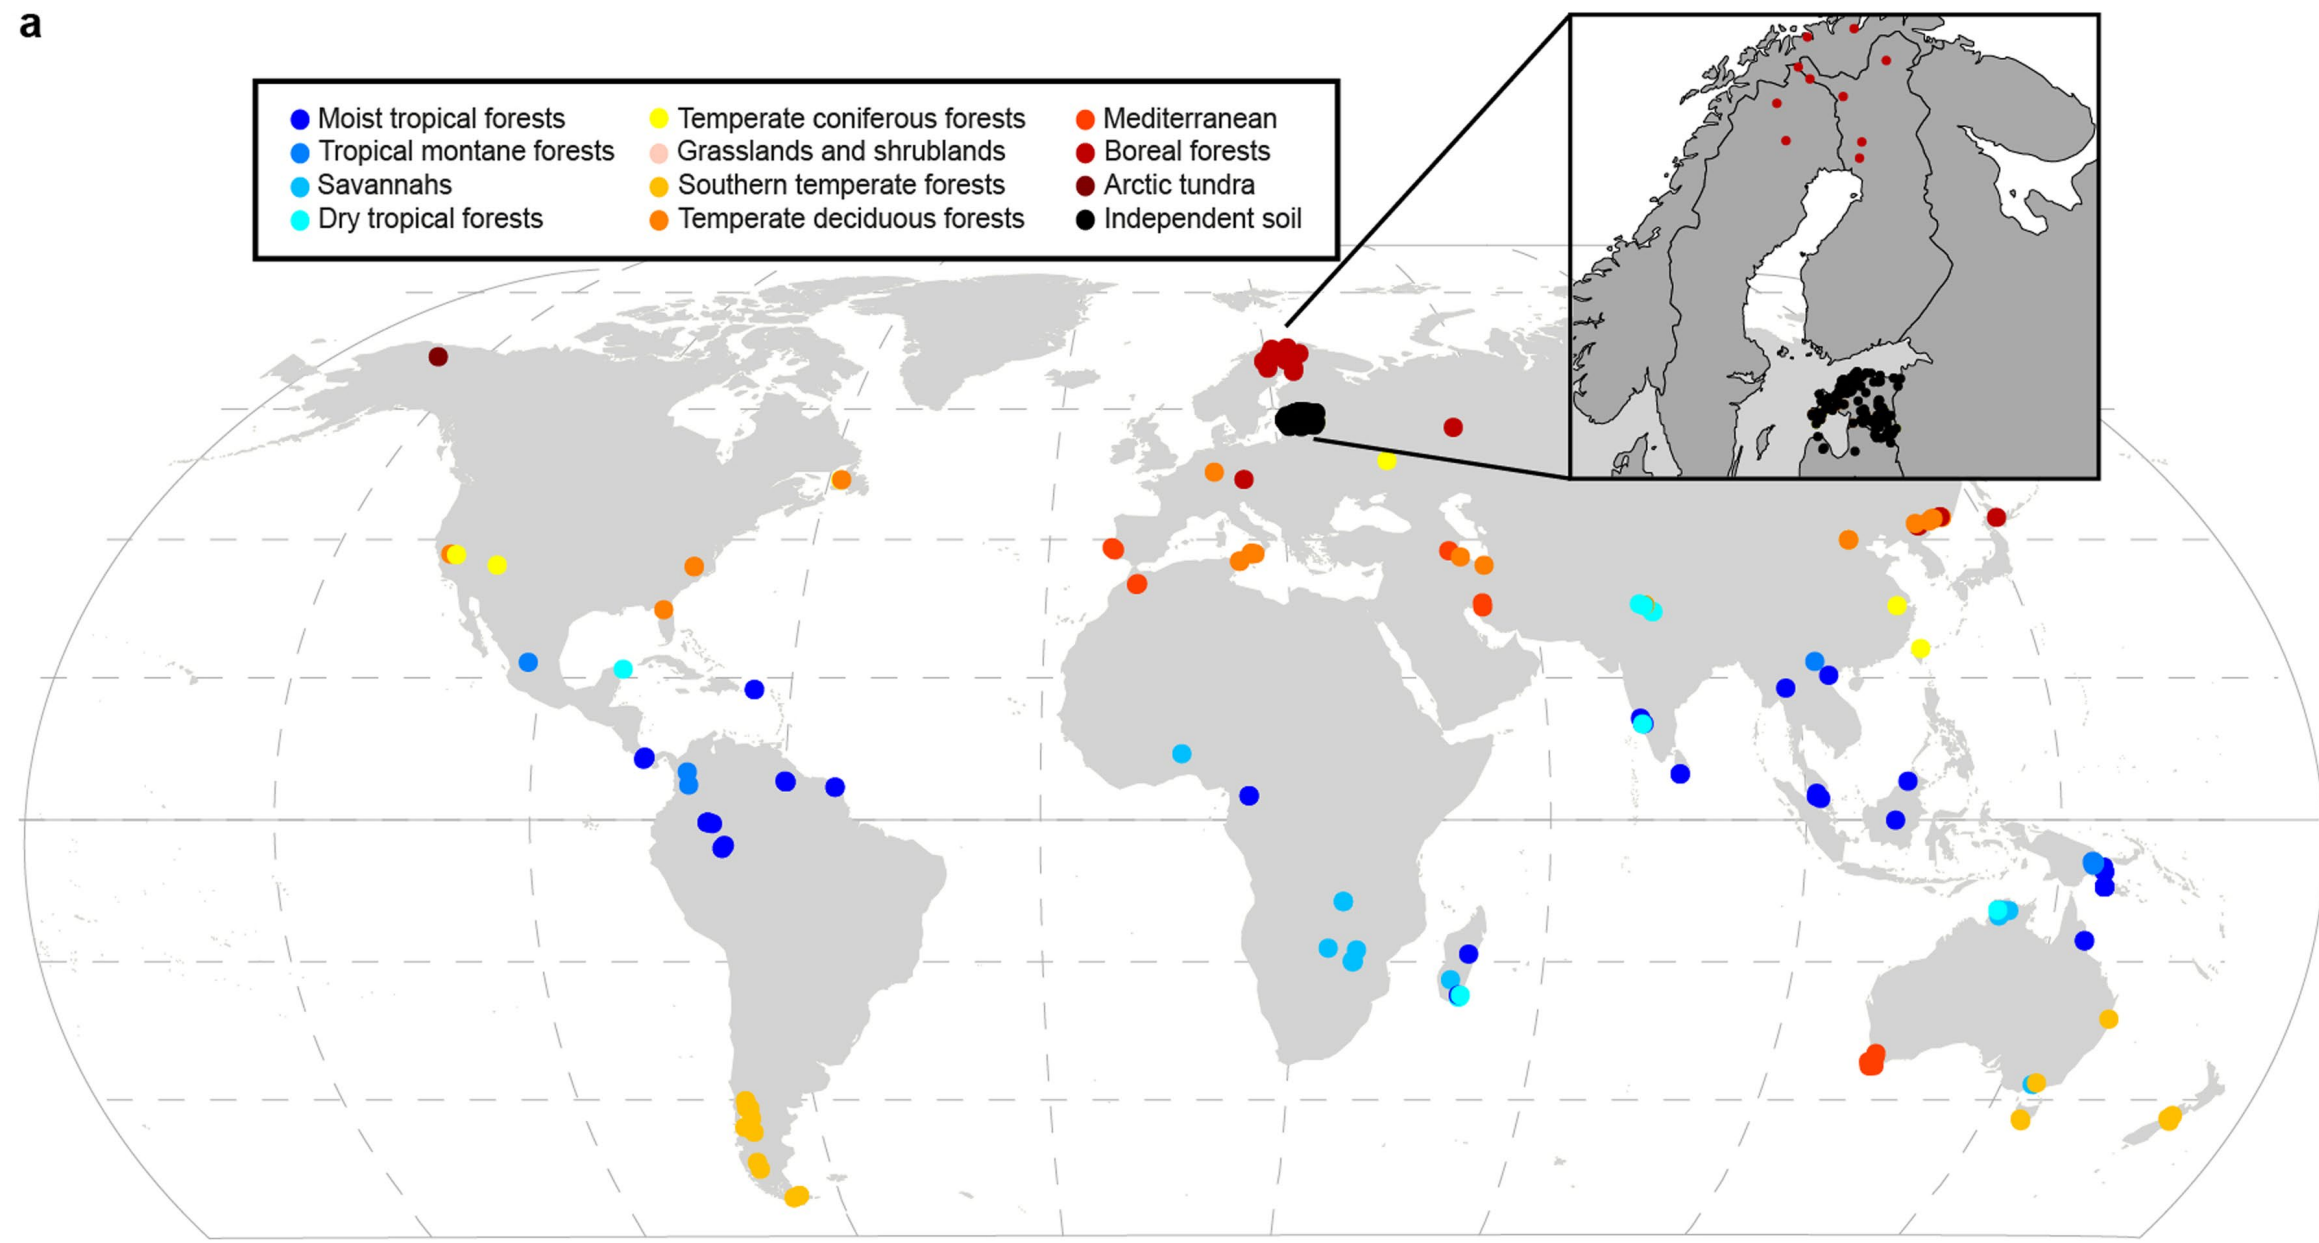 a
Moist tropical forests
Tropical montane forests
Savannahs
Dry tropical forests
Temperate coniferous forests
Grasslands and shrublands
Southern temperate forests
Temperate deciduous forests
Mediterranean
Boreal forests
Arctic tundra
Independent soil